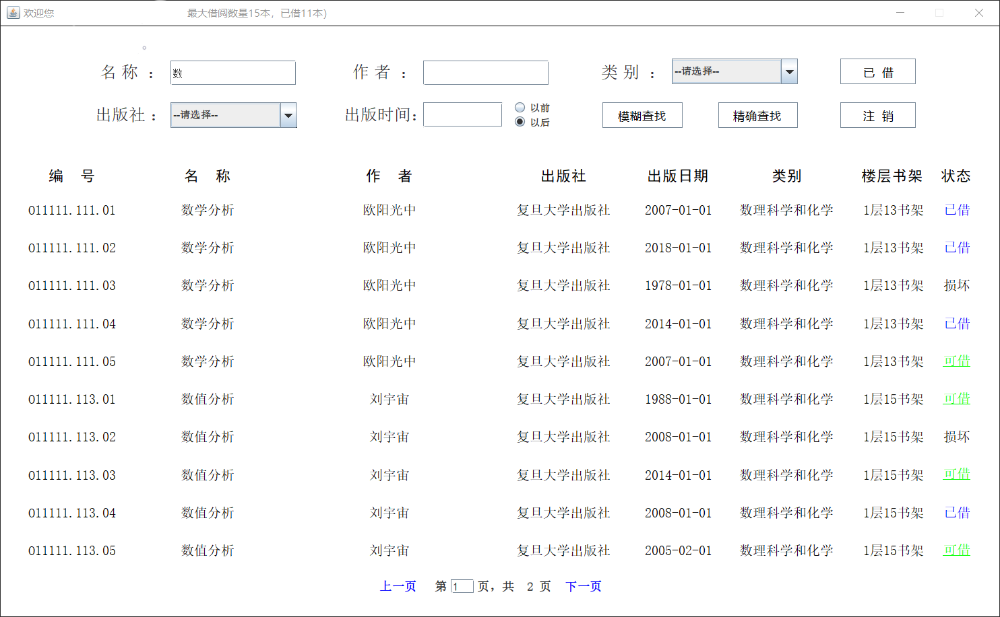 欢迎您 最大借阅数量15本，已借11本)
名 称 ： 数 作 者 ： 类 别 ： --请选择-- 已 借
出版社 ： --请选择-- 出版时间: 以前 以后 模糊查找 精确查找 注 销
编 号 名 称 作 者 出版社 出版日期 类别 楼层书架 状态
011111.111.01 数学分析 欧阳光中 复旦大学出版社 2007-01-01 数理科学和化学 1层13书架 已借
011111.111.02 数学分析 欧阳光中 复旦大学出版社 2018-01-01 数理科学和化学 1层13书架 已借
011111.111.03 数学分析 欧阳光中 复旦大学出版社 1978-01-01 数理科学和化学 1层13书架 损坏
011111.111.04 数学分析 欧阳光中 复旦大学出版社 2014-01-01 数理科学和化学 1层13书架 已借
011111.111.05 数学分析 欧阳光中 复旦大学出版社 2007-01-01 数理科学和化学 1层13书架 可借
011111.113.01 数值分析 刘宇宙 复旦大学出版社 1988-01-01 数理科学和化学 1层15书架 可借
011111.113.02 数值分析 刘宇宙 复旦大学出版社 2008-01-01 数理科学和化学 1层15书架 损坏
011111.113.03 数值分析 刘宇宙 复旦大学出版社 2014-01-01 数理科学和化学 1层15书架 可借
011111.113.04 数值分析 刘宇宙 复旦大学出版社 2008-01-01 数理科学和化学 1层15书架 已借
011111.113.05 数值分析 刘宇宙 复旦大学出版社 2005-02-01 数理科学和化学 1层15书架 可借
上一页 第 1 页，共 2 页 下一页